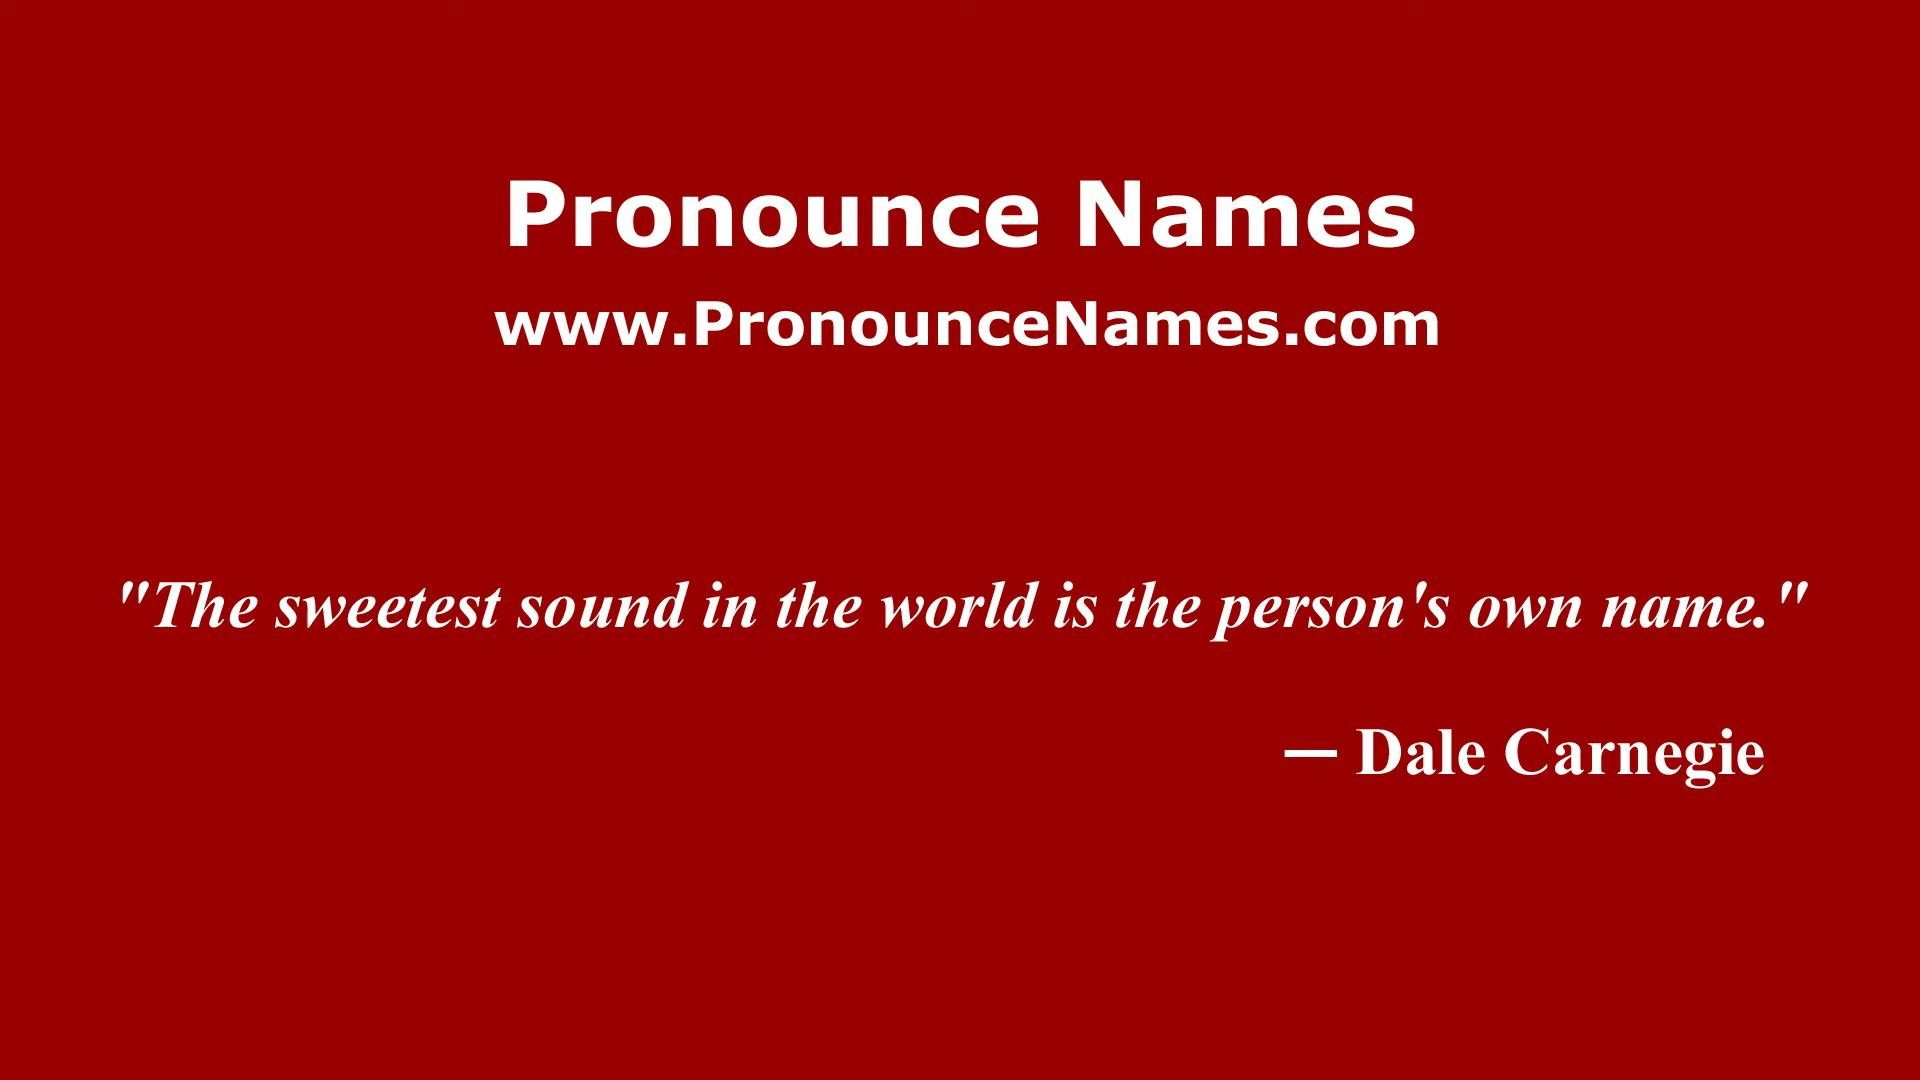 Pronounce Names
www.PronounceNames.com
"The sweetest sound in the world is the person's own name."
— Dale Carnegie